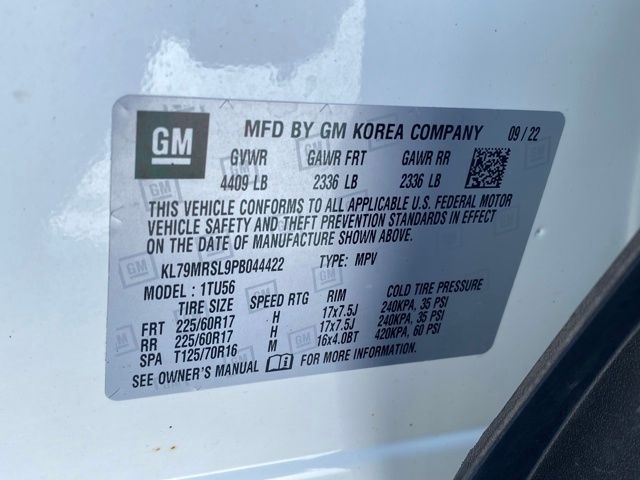 GM MFD BY GM KOREA COMPANY 09/22
GVWR GAWR FRT GAWR RR
4409 LB 2336 LB 2336 LB
THIS VEHICLE CONFORMS TO ALL APPLICABLE U.S. FEDERAL MOTOR
VEHICLE SAFETY AND THEFT PREVENTION STANDARDS IN EFFECT
ON THE DATE OF MANUFACTURE SHOWN ABOVE.
KL79MRSL9PB044422 TYPE: MPV
MODEL : 1TU56
TIRE SIZE SPEED RTG RIM COLD TIRE PRESSURE
FRT 225/60R17 H 17x7.5J 240KPA, 35 PSI
RR 225/60R17 H 17x7.5J 240KPA, 35 PSI
SPA T125/70R16 M 16x4.0BT 420KPA, 60 PSI
SEE OWNER'S MANUAL FOR MORE INFORMATION.